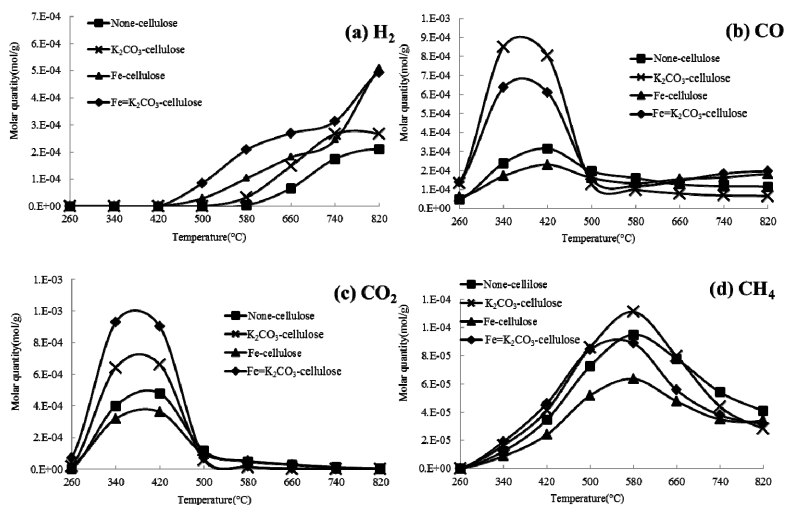 (a) H2
None-cellulose
K2CO3-cellulose
Fe-cellulose
Fe=K2CO3-cellulose
Molar quantity(mol/g)
7.E-04
6.E-04
5.E-04
4.E-04
3.E-04
2.E-04
1.E-04
0.E+00
260 340 420 500 580 660 740 820
Temperature(°C)
(b) CO
None-cellulose
K2CO3-cellulose
Fe-cellulose
Fe=K2CO3-cellulose
Molar quantity(mol/g)
1.E-03
9.E-04
8.E-04
7.E-04
6.E-04
5.E-04
4.E-04
3.E-04
2.E-04
1.E-04
0.E+00
260 340 420 500 580 660 740 820
Temperature(°C)
(c) CO2
None-cellulose
K2CO3-cellulose
Fe-cellulose
Fe=K2CO3-cellulose
Molar quantity(mol/g)
1.E-03
1.E-03
8.E-04
6.E-04
4.E-04
2.E-04
0.E+00
260 340 420 500 580 660 740 820
Temperature(°C)
(d) CH4
None-cellilose
K2CO3-cellulose
Fe-cellulose
Fe=K2CO3-cellulose
Molar quantity(mol/g)
1.E-04
1.E-04
8.E-05
6.E-05
4.E-05
2.E-05
0.E+00
260 340 420 500 580 660 740 820
Temperature(°C)